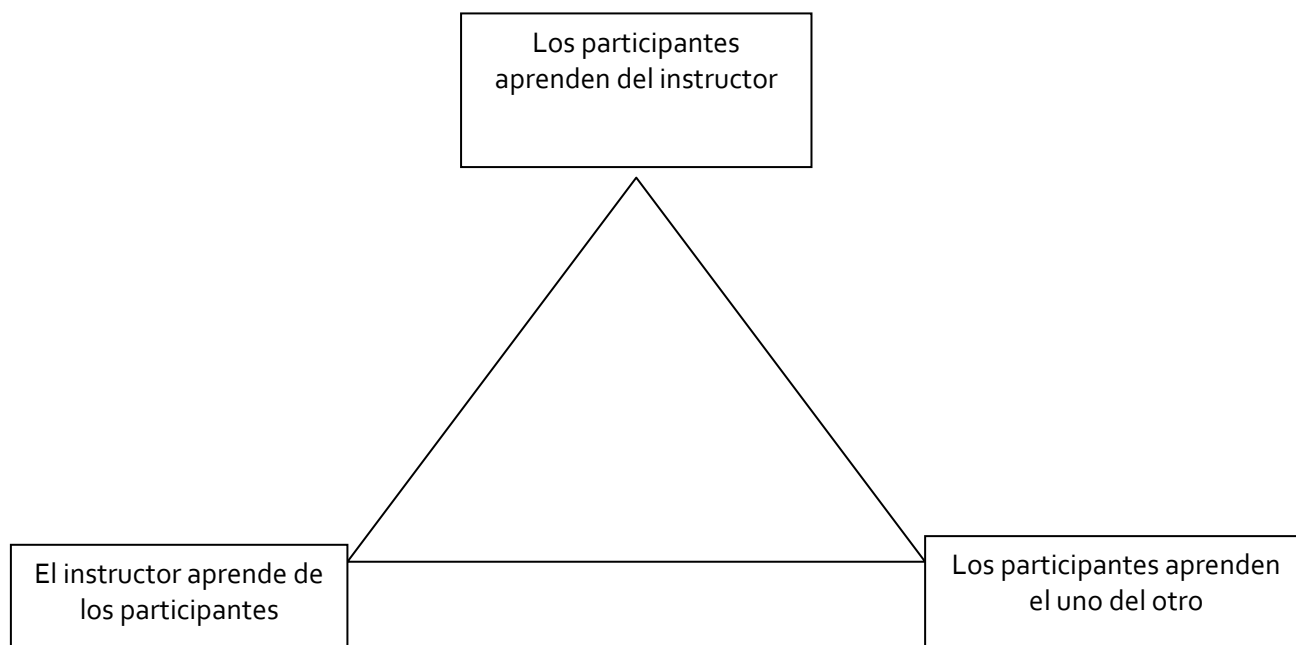 Los participantes
aprenden del instructor
El instructor aprende de
los participantes
Los participantes aprenden
el uno del otro